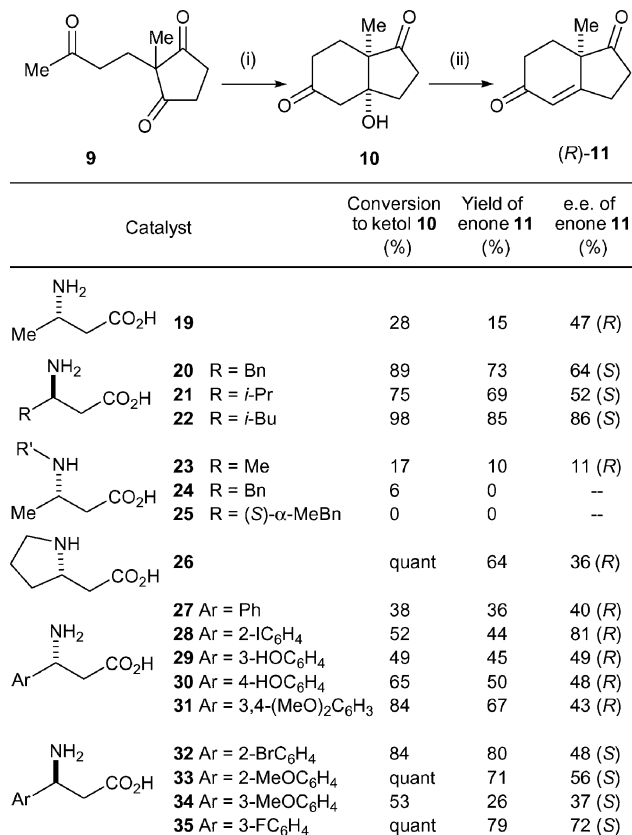 O
Me
Me
O
O
(i)
Me
O
O
OH
(ii)
Me
O
O
9
10
(R)-11
Catalyst
Conversion to ketol 10 (%)
Yield of enone 11 (%)
e.e. of enone 11 (%)
NH2
Me
CO2H
19 28 15 47 (R)
NH2
R
CO2H
20 R = Bn 89 73 64 (S)
21 R = i-Pr 75 69 52 (S)
22 R = i-Bu 98 85 86 (S)
R'
NH
Me
CO2H
23 R = Me 17 10 11 (R)
24 R = Bn 6 0 --
25 R = (S)-α-MeBn 0 0 --
NH
CO2H
26 quant 64 36 (R)
NH2
Ar
CO2H
27 Ar = Ph 38 36 40 (R)
28 Ar = 2-IC6H4 52 44 81 (R)
29 Ar = 3-HOC6H4 49 45 49 (R)
30 Ar = 4-HOC6H4 65 50 48 (R)
31 Ar = 3,4-(MeO)2C6H3 84 67 43 (R)
NH2
Ar
CO2H
32 Ar = 2-BrC6H4 84 80 48 (S)
33 Ar = 2-MeOC6H4 quant 71 56 (S)
34 Ar = 3-MeOC6H4 53 26 37 (S)
35 Ar = 3-FC6H4 quant 79 72 (S)